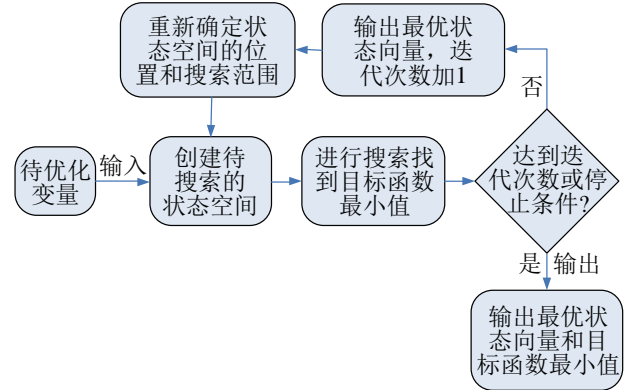 重新确定状
态空间的位
置和搜索范围
输出最优状
态向量，迭
代次数加1
否
待优化
变量
输入
创建待
搜索的
状态空间
进行搜索找
到目标函数
最小值
达到迭
代次数或停
止条件?
是
输出
输出最优状
态向量和目
标函数最小值